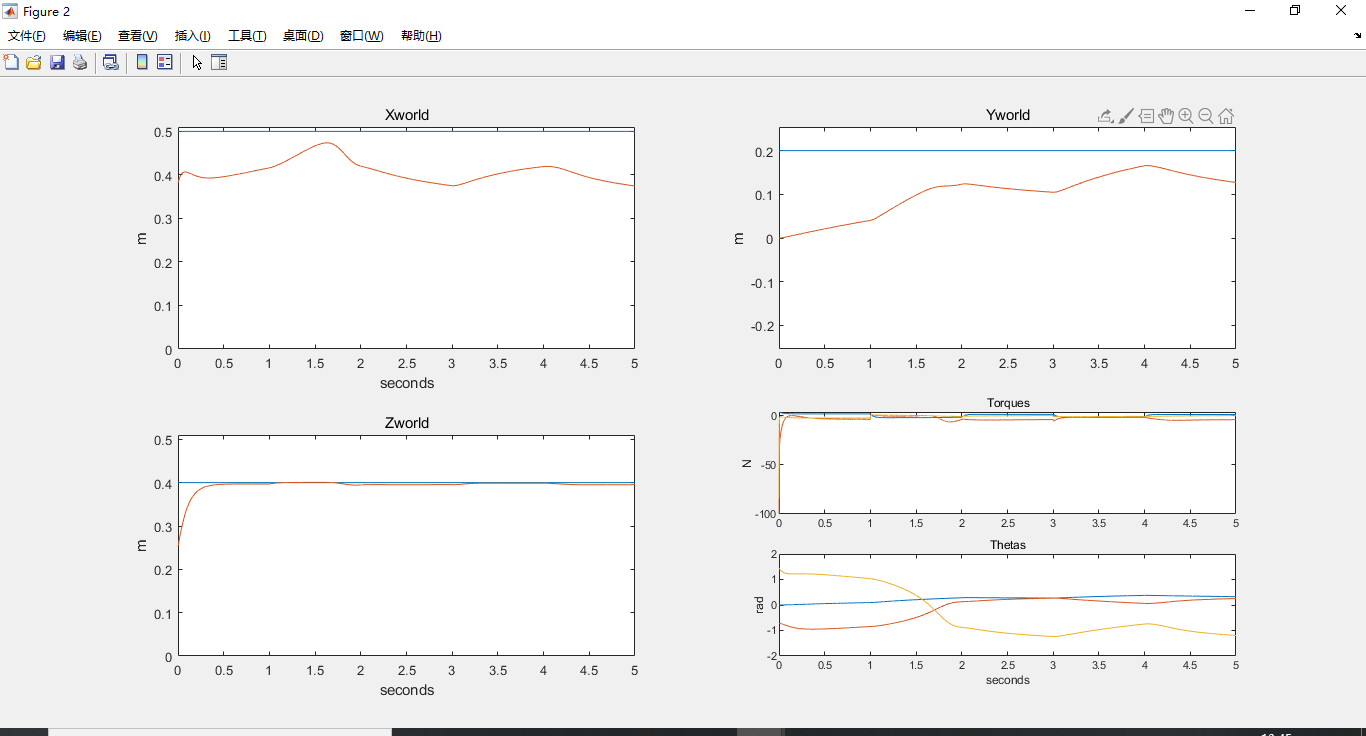 Figure 2
文件(F) 编辑(E) 查看(V) 插入(I) 工具(T) 桌面(D) 窗口(W) 帮助(H)
Xworld
0.5
0.4
0.3
0.2
0.1
0
m
0 0.5 1 1.5 2 2.5 3 3.5 4 4.5 5
seconds
Yworld
0.2
0.1
0
-0.1
-0.2
m
0 0.5 1 1.5 2 2.5 3 3.5 4 4.5 5
Zworld
0.5
0.4
0.3
0.2
0.1
0
m
0 0.5 1 1.5 2 2.5 3 3.5 4 4.5 5
seconds
Torques
0
-50
-100
N
0 0.5 1 1.5 2 2.5 3 3.5 4 4.5 5
Thetas
2
1
0
-1
-2
rad
0 0.5 1 1.5 2 2.5 3 3.5 4 4.5 5
seconds